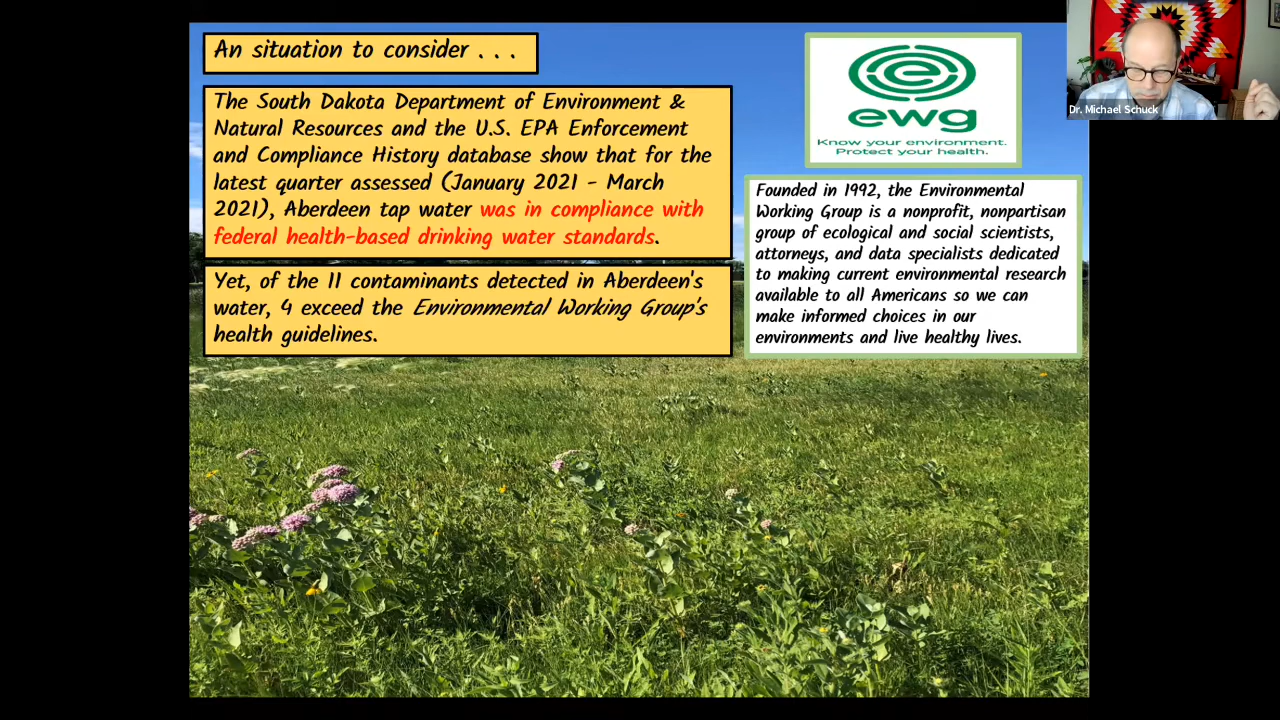 An situation to consider . . .
The South Dakota Department of Environment &
Natural Resources and the U.S. EPA Enforcement
and Compliance History database show that for the
latest quarter assessed (January 2021 - March
2021), Aberdeen tap water was in compliance with
federal health-based drinking water standards.
Yet, of the 11 contaminants detected in Aberdeen's
water, 4 exceed the Environmental Working Group's
health guidelines.
e
ewg
Know your environment.
Protect your health.
Founded in 1992, the Environmental
Working Group is a nonprofit, nonpartisan
group of ecological and social scientists,
attorneys, and data specialists dedicated
to making current environmental research
available to all Americans so we can
make informed choices in our
environments and live healthy lives.
Dr. Michael Schuck